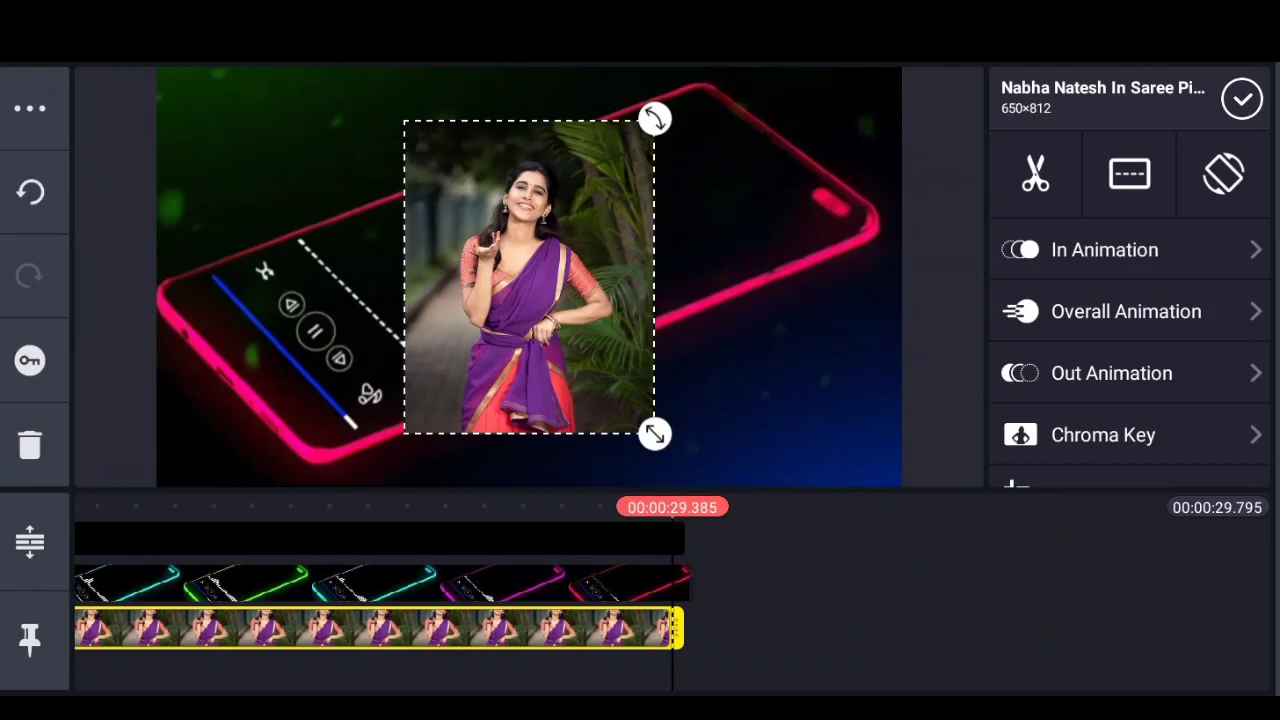 Nabha Natesh In Saree Pi...
650×812
In Animation
Overall Animation
Out Animation
Chroma Key
00:00:29.385
00:00:29.795